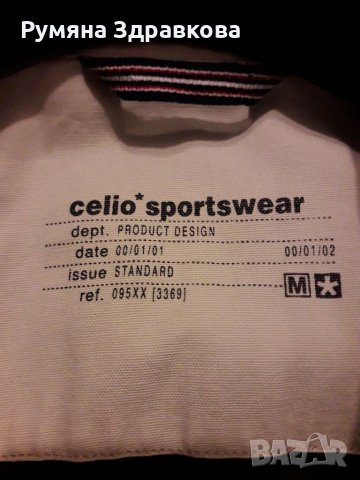 Румяна Здравкова
celio* sportswear
dept. PRODUCT DESIGN
date 00/01/01 00/01/02
issue STANDARD
ref. 095XX [3369] M *
BAZAR